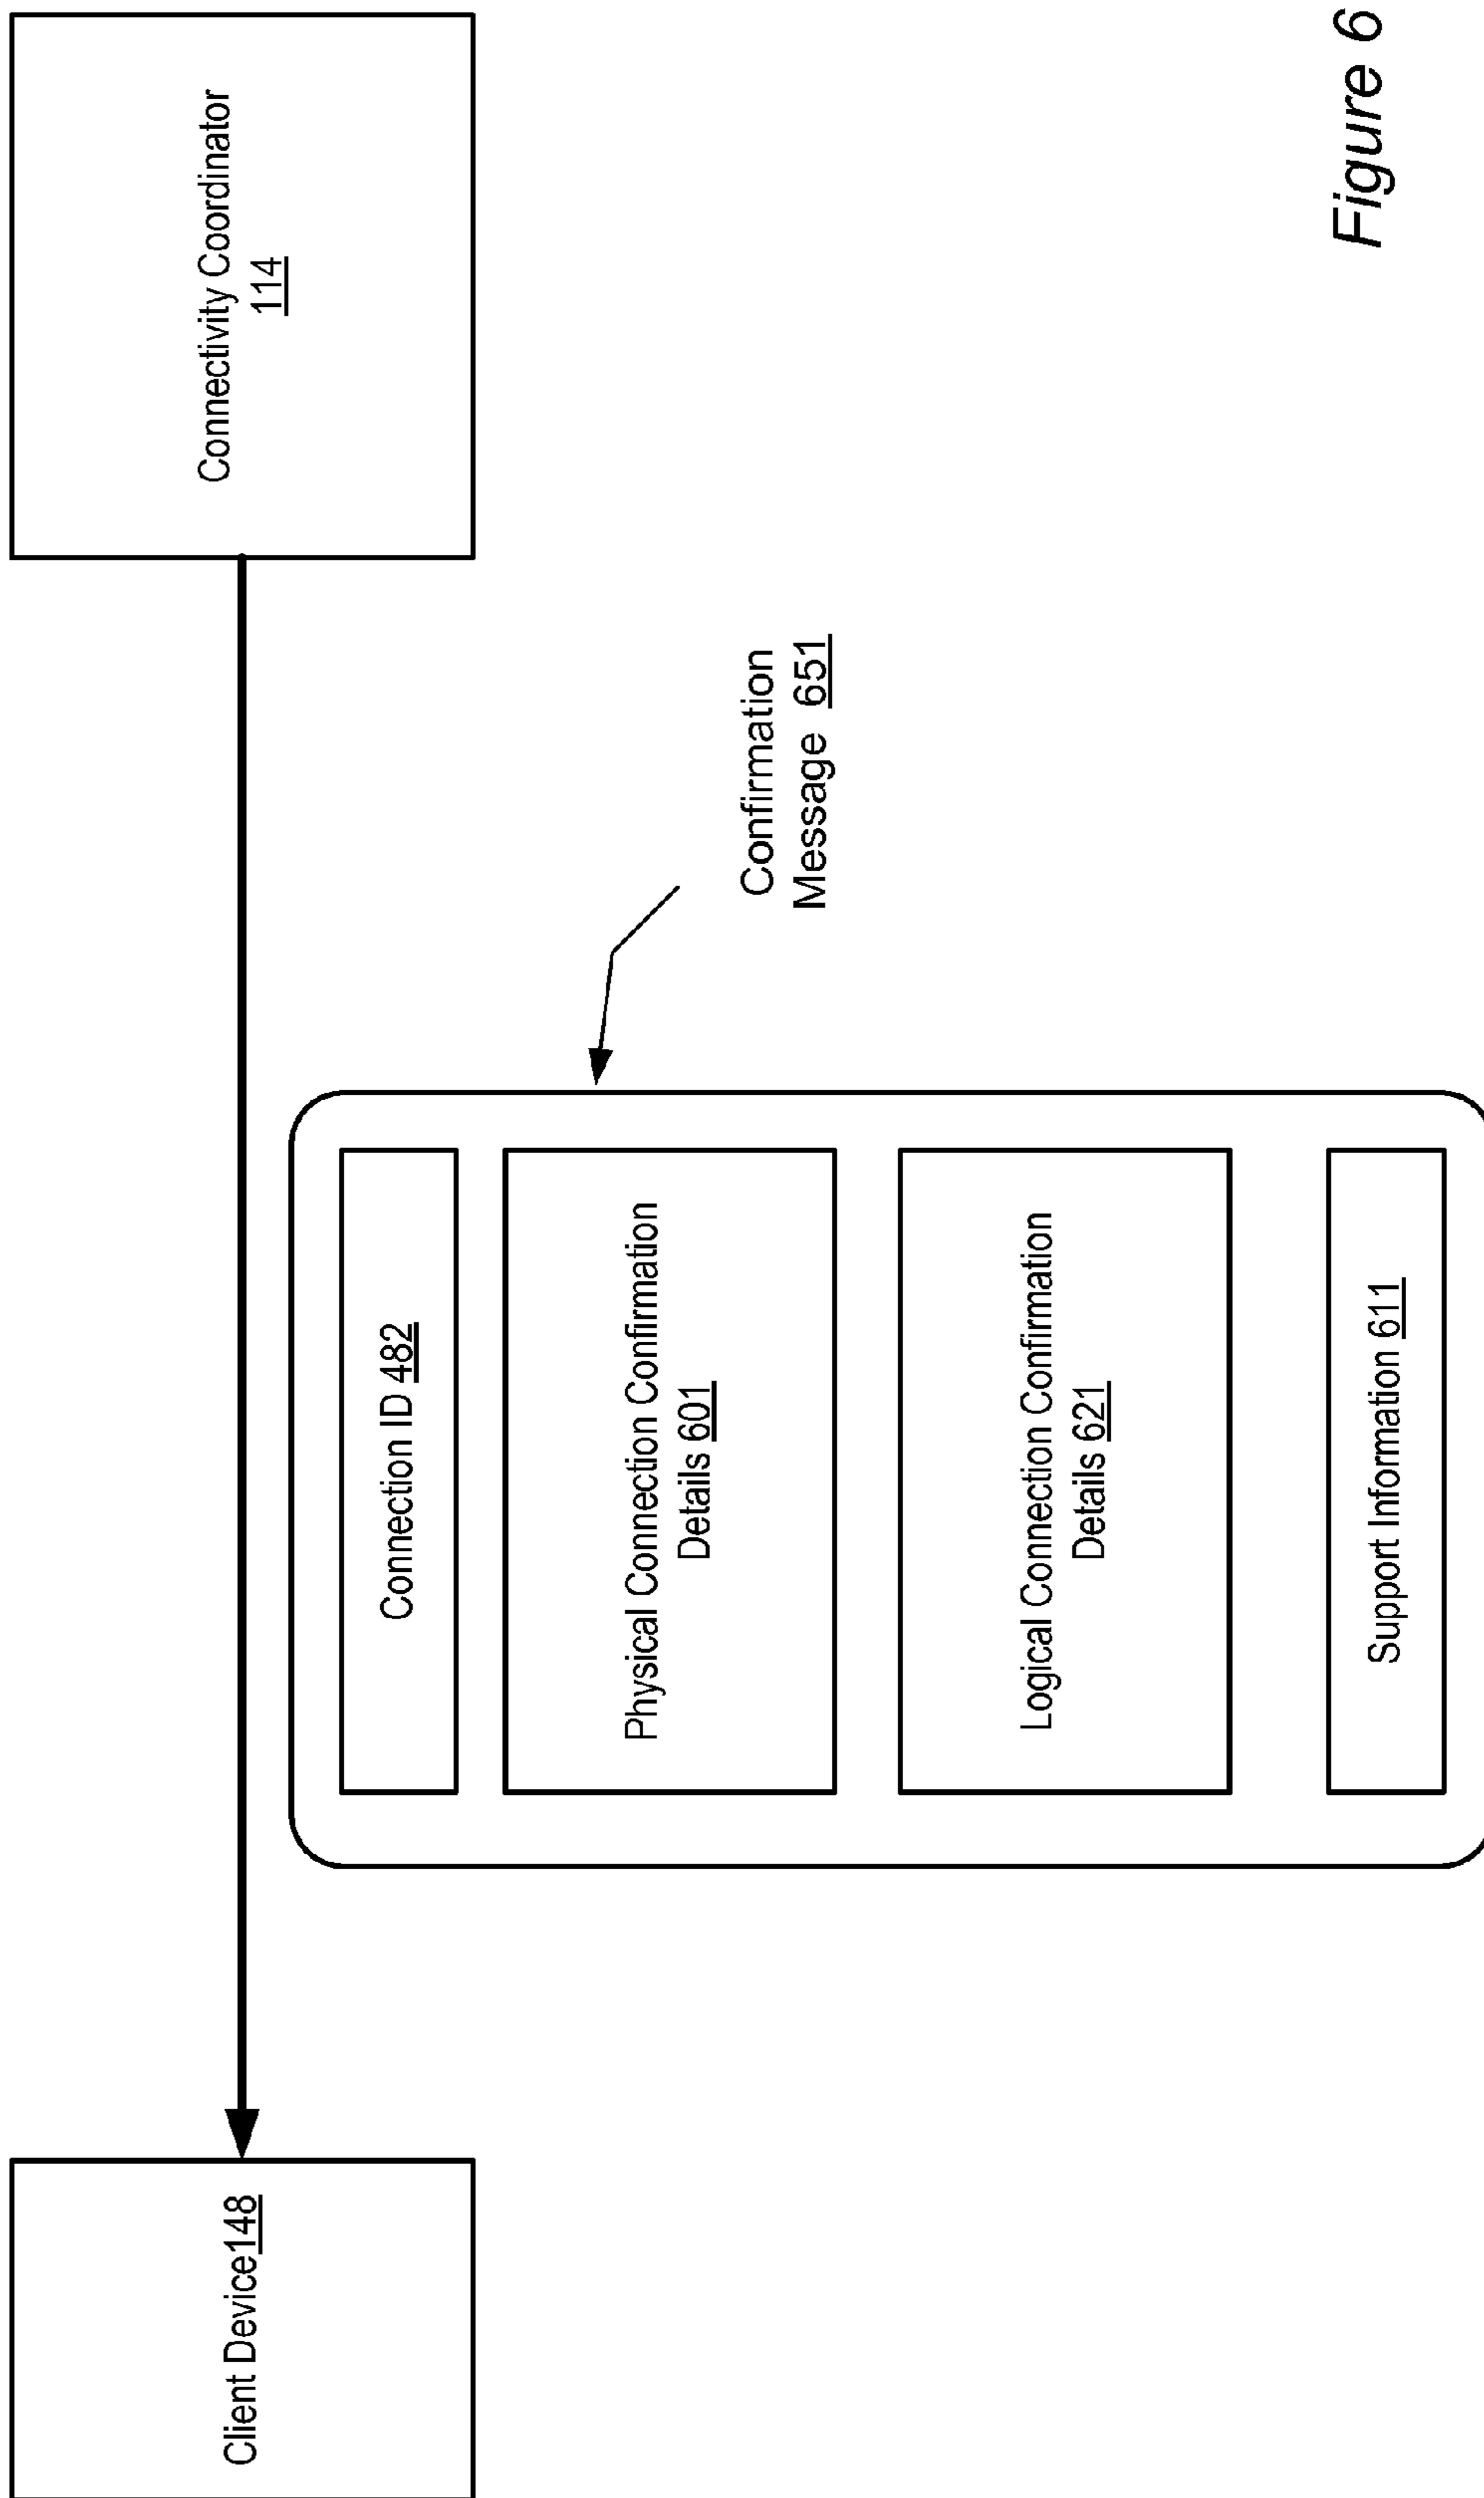 Client Device148
Connectivity Coordinator
114
Connection ID 482
Physical Connection Confirmation
Details 601
Logical Connection Confirmation
Details 621
Support Information 611
Confirmation
Message 651
Figure 6